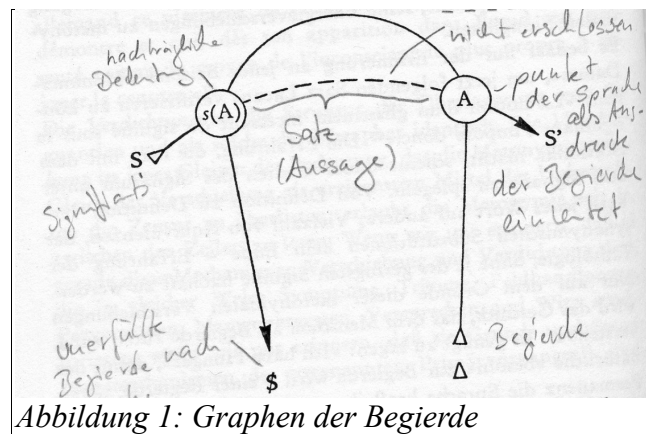 nachträgliche
Bedeutung
nicht erschlossen
s(A)
A
punkt
der Sprache
als Aus-
druck
der Begierde
einleitet
S
S'
Satz
(Aussage)
Signifikant
unerfüllte
Begierde nach
$
Begierde
Δ
Δ
Abbildung 1: Graphen der Begierde